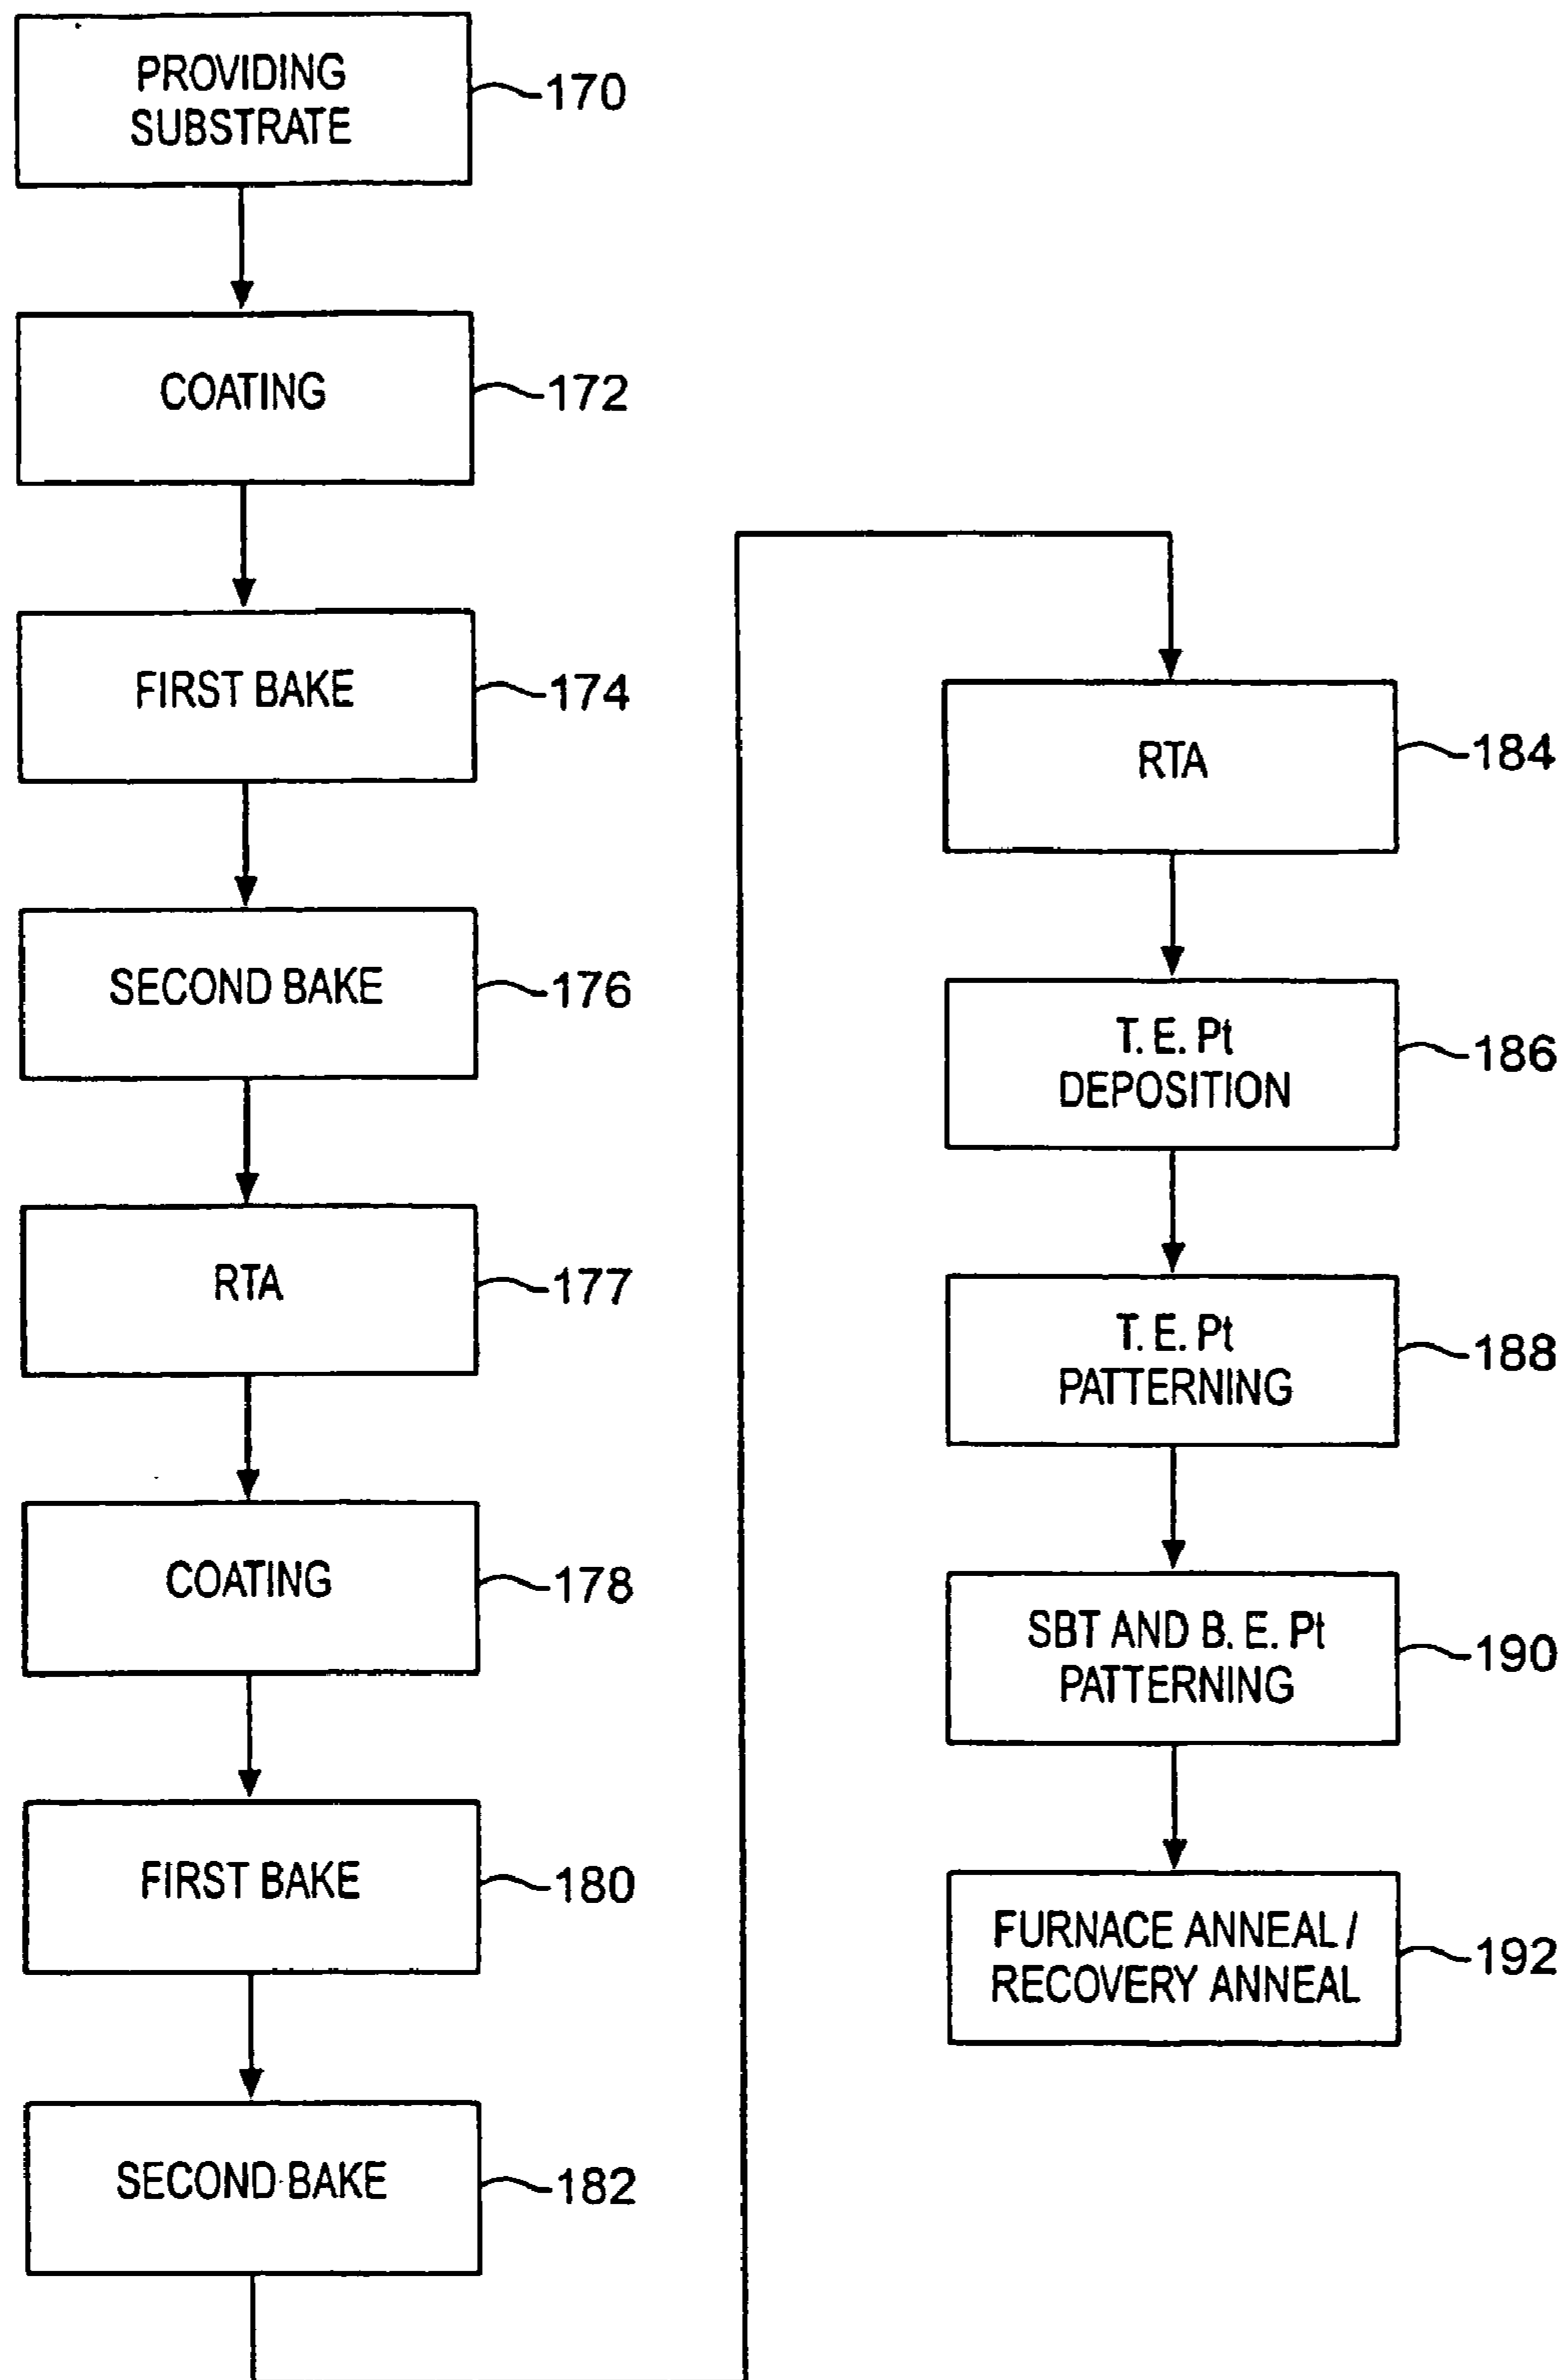 PROVIDING
SUBSTRATE
170
COATING
172
FIRST BAKE
174
SECOND BAKE
176
RTA
177
COATING
178
FIRST BAKE
180
SECOND BAKE
182
RTA
184
T. E. Pt
DEPOSITION
186
T. E. Pt
PATTERNING
188
SBT AND B. E. Pt
PATTERNING
190
FURNACE ANNEAL /
RECOVERY ANNEAL
192